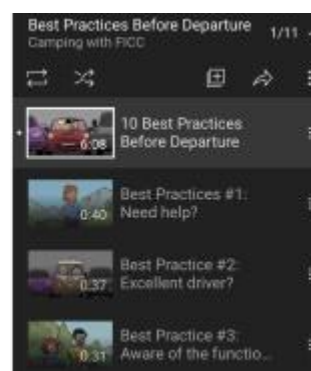 Best Practices Before Departure
1/11
Camping with FICC
10 Best Practices
Before Departure
6:08
Best Practices #1:
Need help?
0:40
Best Practice #2:
Excellent driver?
0:37
Best Practice #3:
Aware of the functio...
0:31